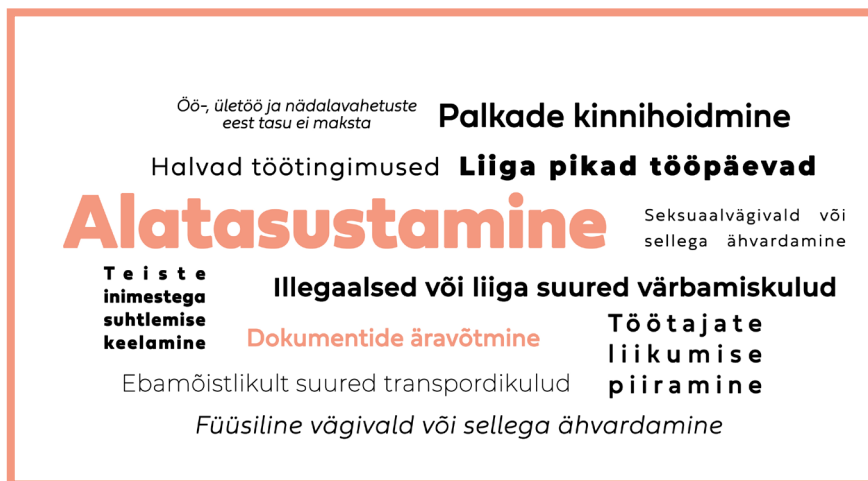 Öö-, ületöö ja nädalavahetuste
eest tasu ei maksta
Palkade kinnihoidmine
Halvad töötingimused
Liiga pikad tööpäevad
Alatasustamine
Seksuaalvägivald või
sellega ähvardamine
Teiste
inimestega
suhtlemise
keelamine
Illegaalsed või liiga suured värbamiskulud
Dokumentide äravõtmine
Töötajate
liikumise
piiramine
Ebamõistlikult suured transpordikulud
Füüsiline vägivald või sellega ähvardamine